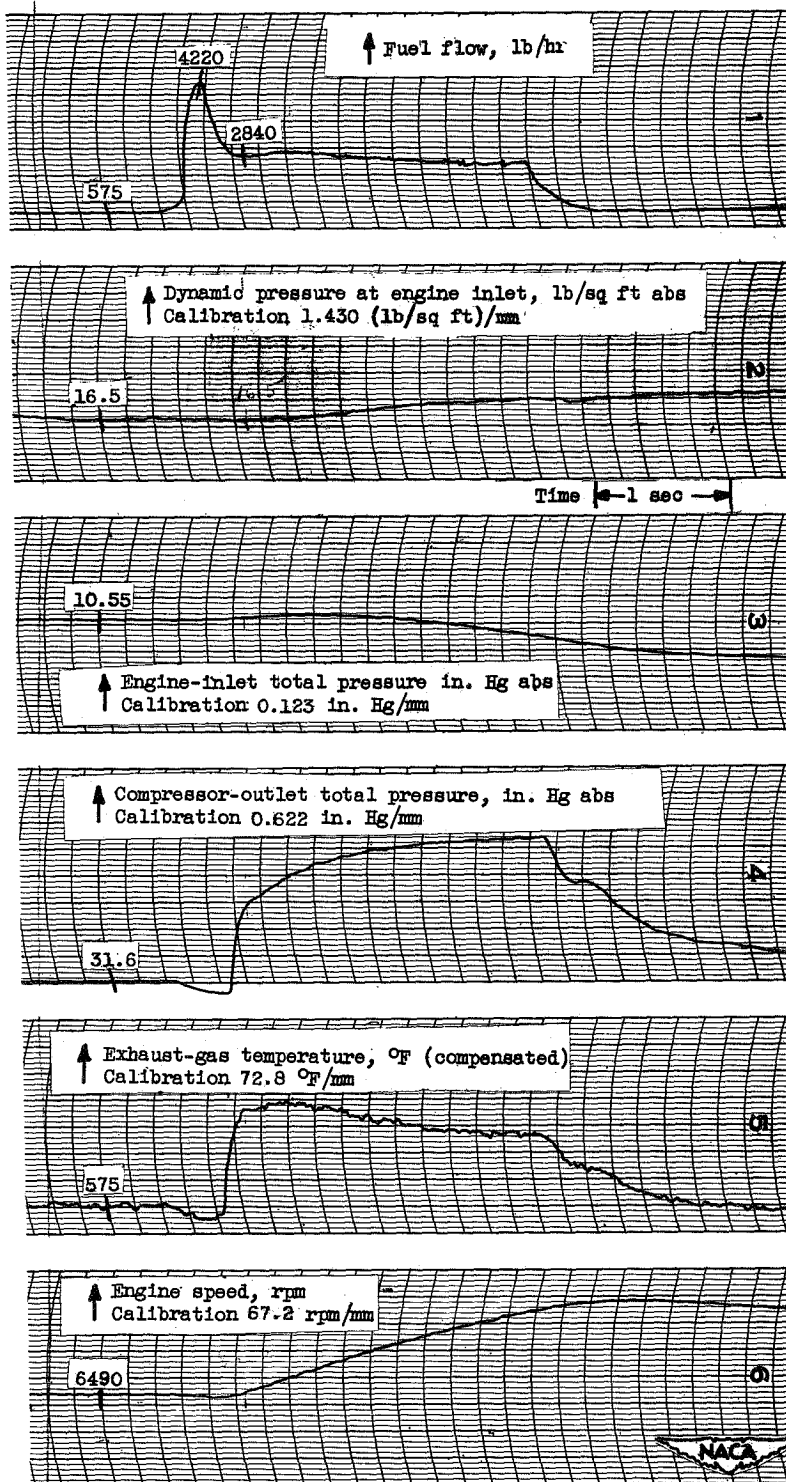 Fuel flow, lb/hr
4220
2840
575
1
Dynamic pressure at engine inlet, lb/sq ft abs
Calibration 1.430 (lb/sq ft)/mm
16.5
16.5
2
Time 1 sec
10.55
3
Engine-inlet total pressure in. Hg abs
Calibration 0.123 in. Hg/mm
Compressor-outlet total pressure, in. Hg abs
Calibration 0.622 in. Hg/mm
4
31.6
Exhaust-gas temperature, °F (compensated)
Calibration 72.8 °F/mm
5
575
Engine speed, rpm
Calibration 67.2 rpm/mm
6490
6
NACA